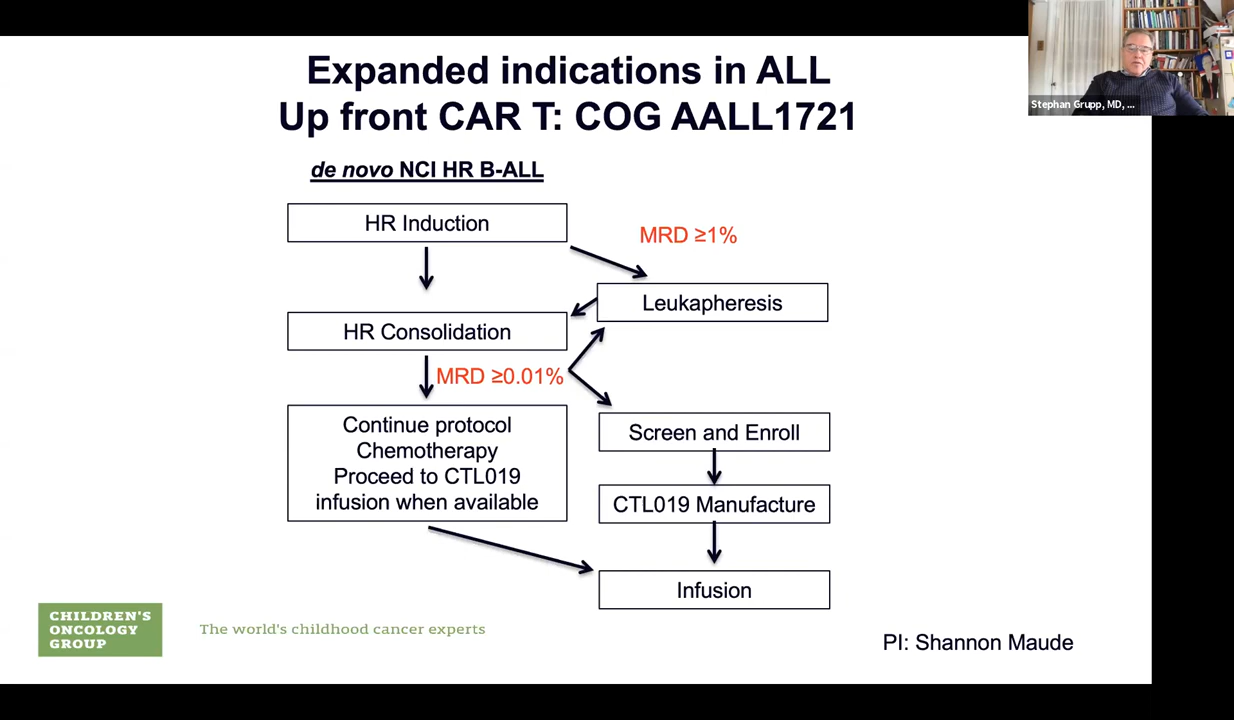 Expanded indications in ALL
Up front CAR T: COG AALL1721
Stephan Grupp, MD, ...
de novo NCI HR B-ALL
HR Induction
MRD ≥1%
Leukapheresis
HR Consolidation
MRD ≥0.01%
Continue protocol
Chemotherapy
Proceed to CTL019
infusion when available
Screen and Enroll
CTL019 Manufacture
Infusion
CHILDREN'S
ONCOLOGY
GROUP
The world's childhood cancer experts
PI: Shannon Maude